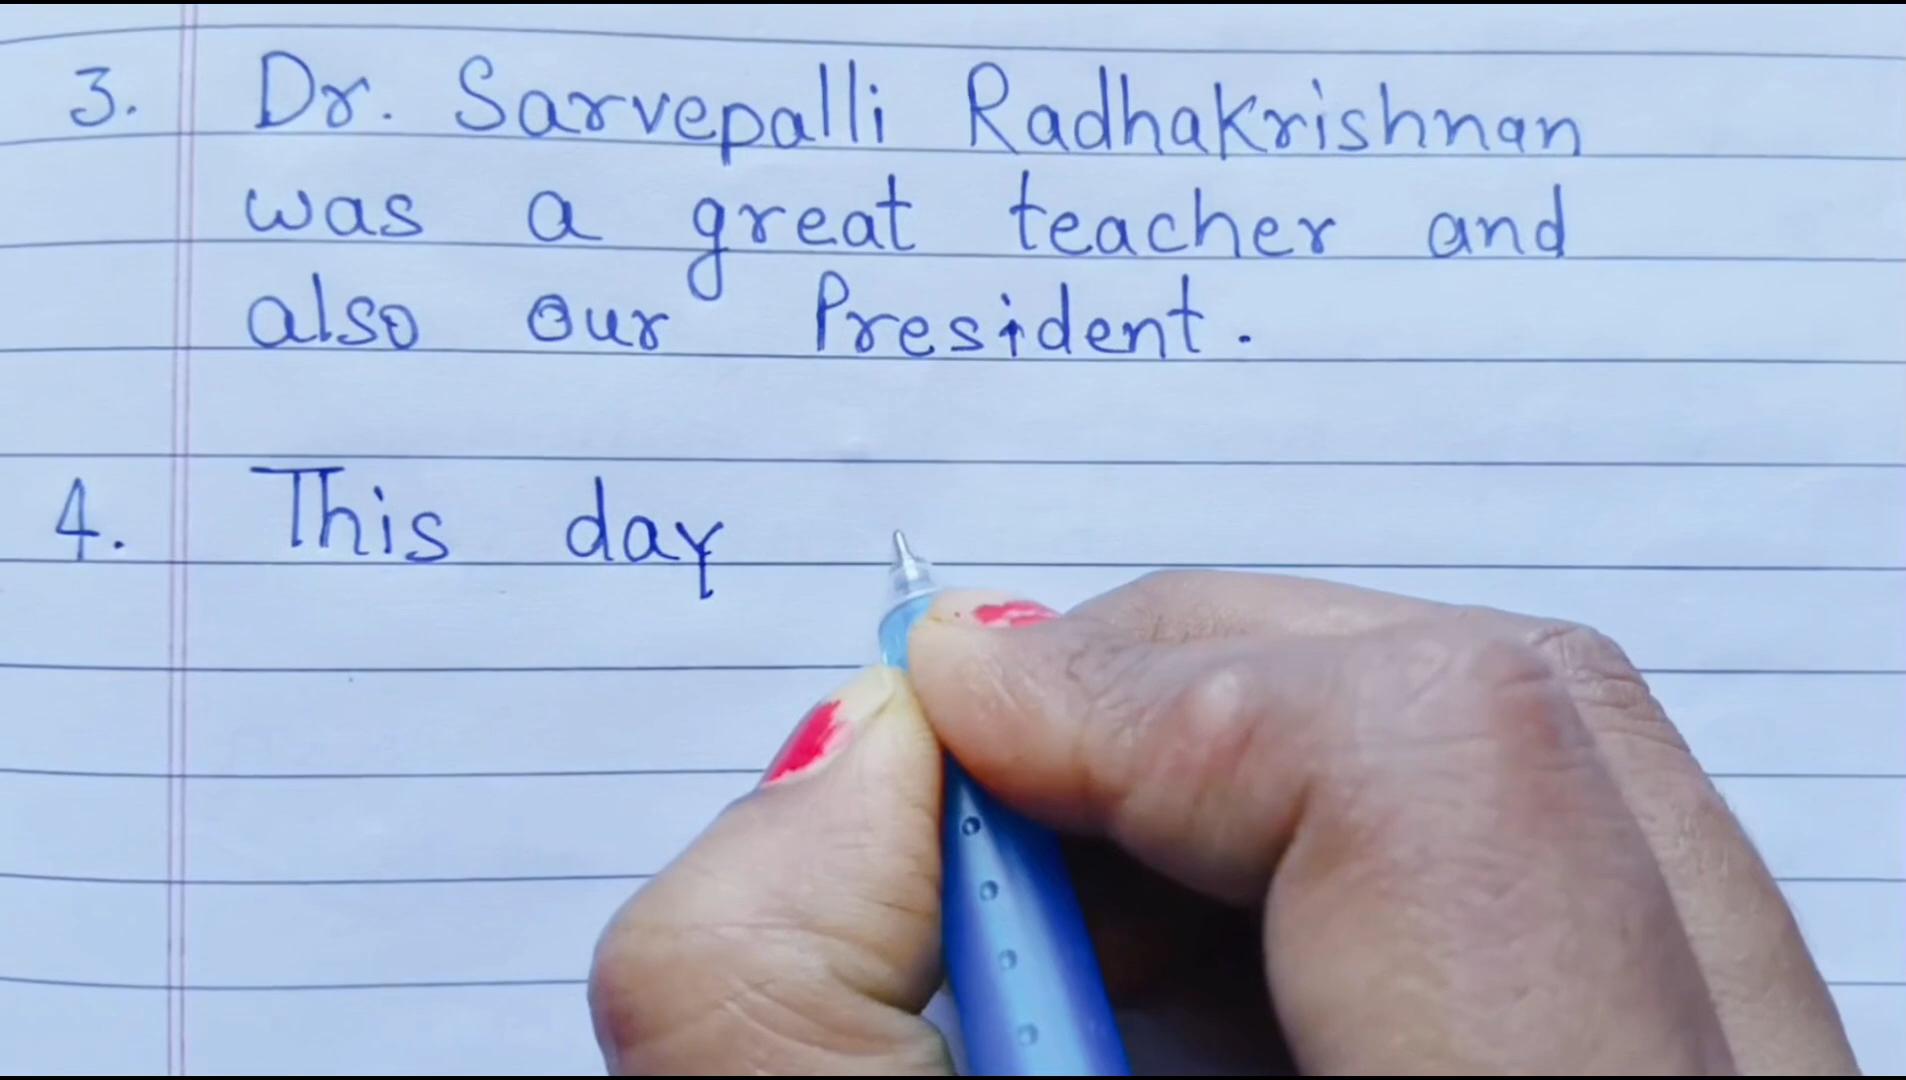 3. Dr. Sarvepalli Radhakrishnan
was a great teacher and
also our President.
4. This day